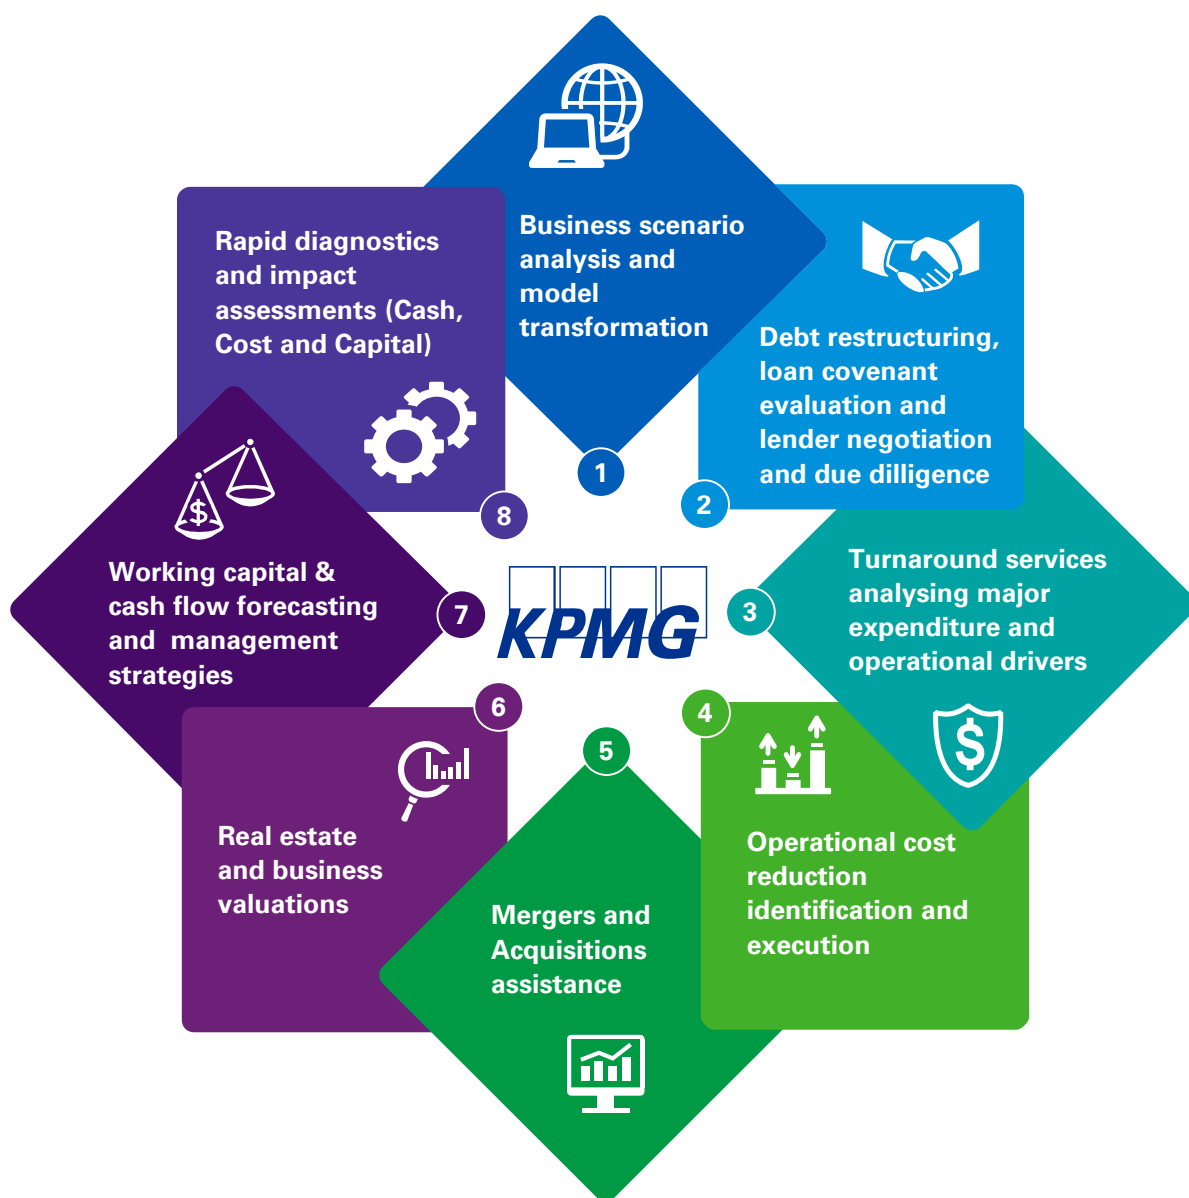 Business scenario
analysis and
model
transformation
1
Debt restructuring,
loan covenant
evaluation and
lender negotiation
and due dilligence
2
Turnaround services
analysing major
expenditure and
operational drivers
3
$
4
Operational cost
reduction
identification and
execution
5
Mergers and
Acquisitions
assistance
6
Real estate
and business
valuations
7
$
Working capital &
cash flow forecasting
and  management
strategies
Rapid diagnostics
and impact
assessments (Cash,
Cost and Capital)
8
KPMG